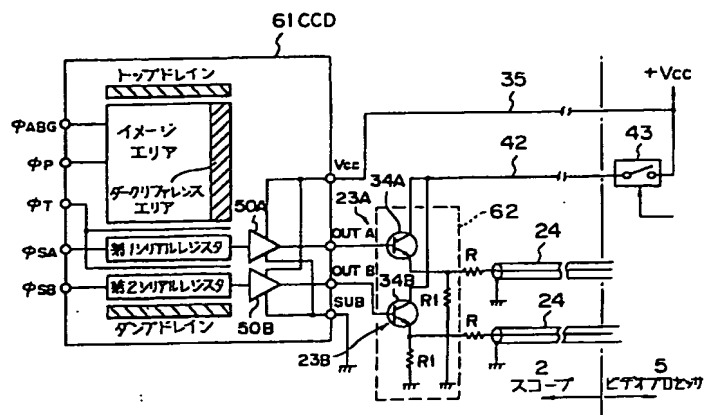 61 CCD
トップドレイン
イメージ
エリア
ダークリファレンス
エリア
φABG
φP
φT
φSA
φSB
第1シリアルレジスタ
第2シリアルレジスタ
ダンプドレイン
50A
50B
Vcc
OUT A
OUT B
SUB
23A
34A
34B
23B
62
35
42
+Vcc
43
R
R
R1
R1
24
24
2
スコープ
5
ビデオプロセッサ